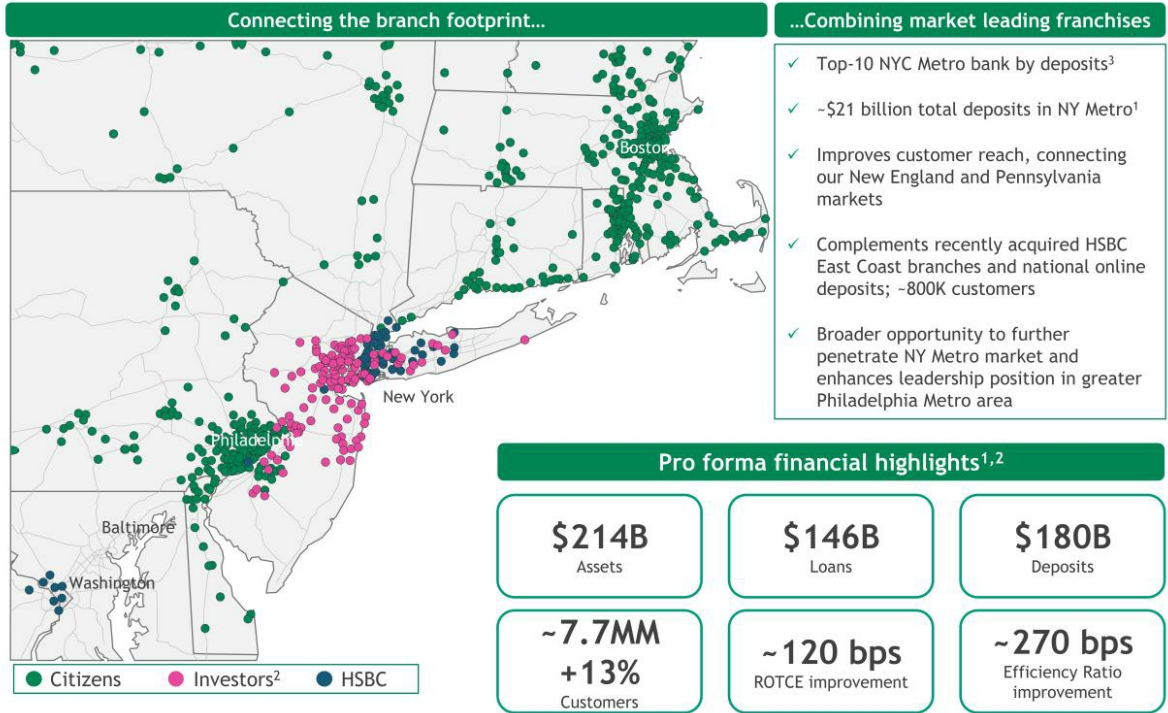 Connecting the branch footprint…
…Combining market leading franchises
Boston
New York
Philadelphi
Baltimore
Washington
Citizens
Investors²
HSBC
✓ Top-10 NYC Metro bank by deposits³
✓ ~$21 billion total deposits in NY Metro¹
✓ Improves customer reach, connecting
our New England and Pennsylvania
markets
✓ Complements recently acquired HSBC
East Coast branches and national online
deposits; ~800K customers
✓ Broader opportunity to further
penetrate NY Metro market and
enhances leadership position in greater
Philadelphia Metro area
Pro forma financial highlights¹,²
$214B
Assets
$146B
Loans
$180B
Deposits
~7.7MM
+13%
Customers
~120 bps
ROTCE improvement
~270 bps
Efficiency Ratio
improvement